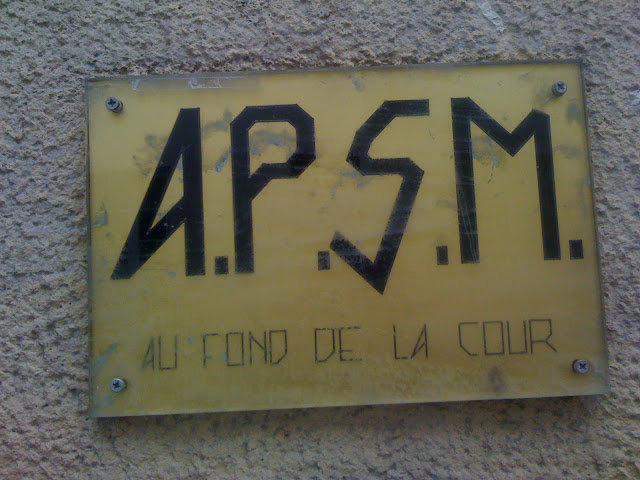 A.P.S.M.
AU FOND DE LA COUR